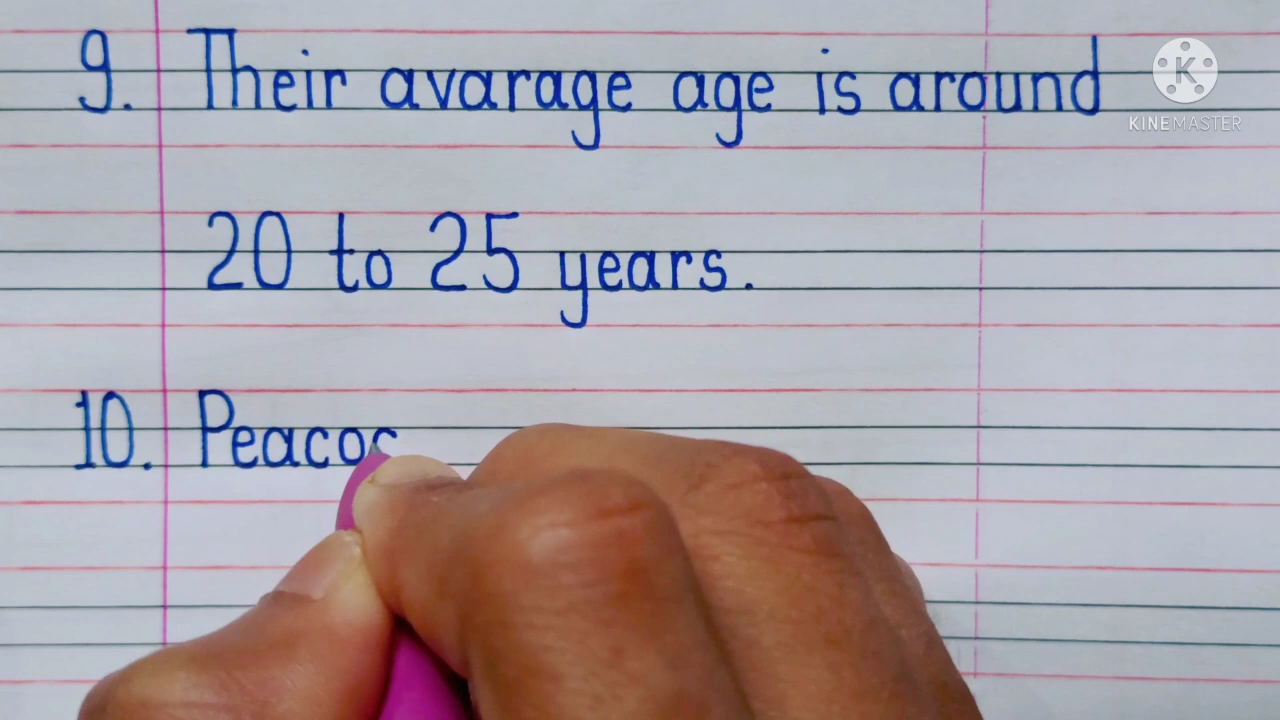 9. Their avarage age is around
20 to 25 years.
10. Peacoc
KINEMASTER